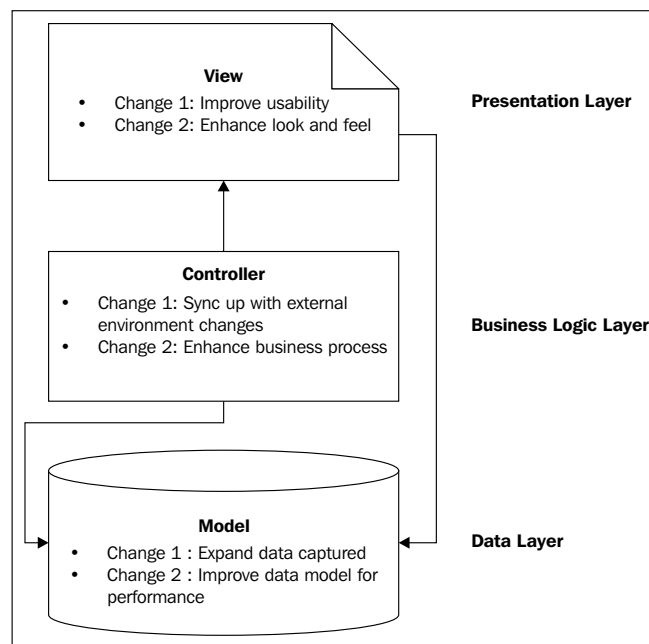 View
• Change 1: Improve usability
• Change 2: Enhance look and feel
Presentation Layer
Controller
• Change 1: Sync up with external
environment changes
• Change 2: Enhance business process
Business Logic Layer
Model
• Change 1 : Expand data captured
• Change 2 : Improve data model for
performance
Data Layer